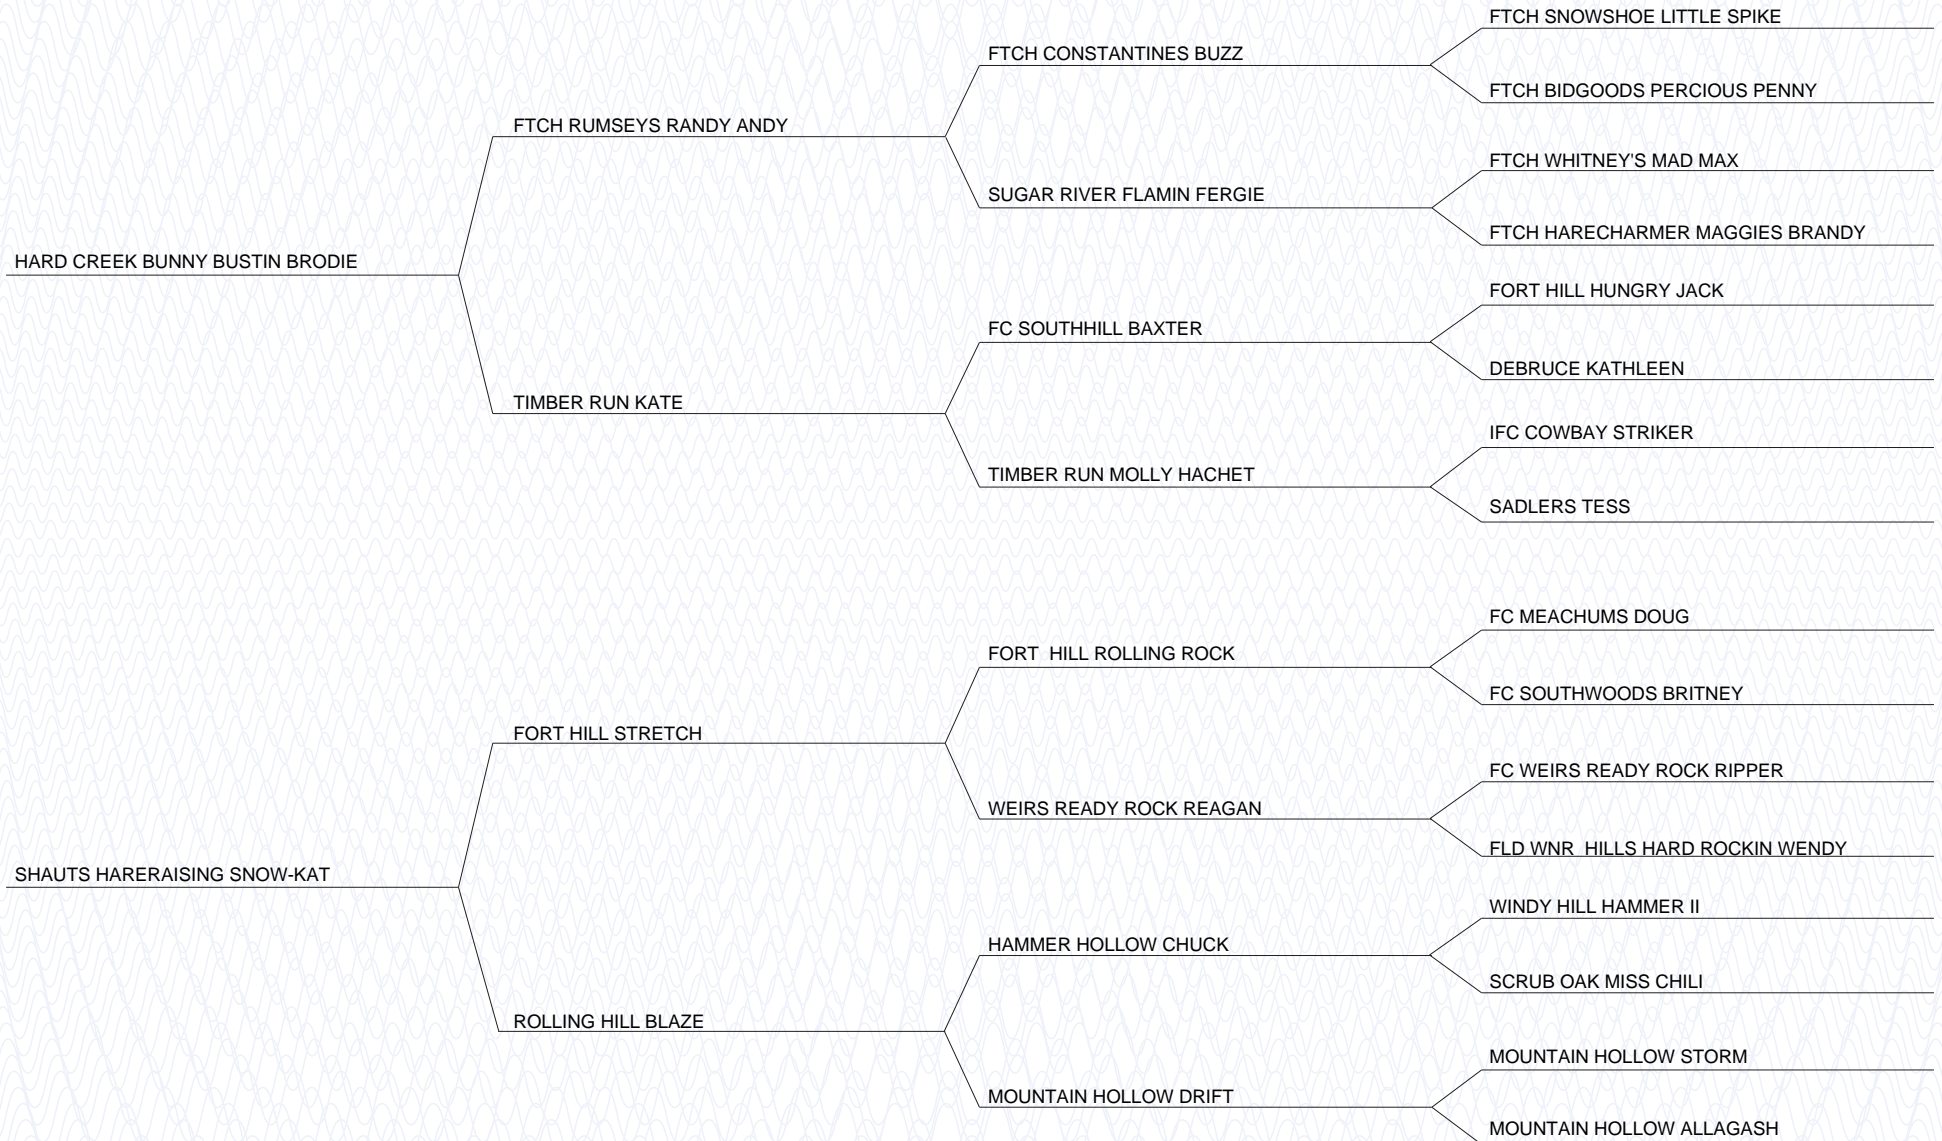 FTCH SNOWSHOE LITTLE SPIKE
FTCH CONSTANTINES BUZZ
FTCH BIDGOODS PERCIOUS PENNY
FTCH RUMSEYS RANDY ANDY
FTCH WHITNEY'S MAD MAX
SUGAR RIVER FLAMIN FERGIE
FTCH HARECHARMER MAGGIES BRANDY
HARD CREEK BUNNY BUSTIN BRODIE
FORT HILL HUNGRY JACK
FC SOUTHHILL BAXTER
DEBRUCE KATHLEEN
TIMBER RUN KATE
IFC COWBAY STRIKER
TIMBER RUN MOLLY HACHET
SADLERS TESS
FC MEACHUMS DOUG
FORT  HILL ROLLING ROCK
FC SOUTHWOODS BRITNEY
FORT HILL STRETCH
FC WEIRS READY ROCK RIPPER
WEIRS READY ROCK REAGAN
FLD WNR  HILLS HARD ROCKIN WENDY
SHAUTS HARERAISING SNOW-KAT
WINDY HILL HAMMER II
HAMMER HOLLOW CHUCK
SCRUB OAK MISS CHILI
ROLLING HILL BLAZE
MOUNTAIN HOLLOW STORM
MOUNTAIN HOLLOW DRIFT
MOUNTAIN HOLLOW ALLAGASH